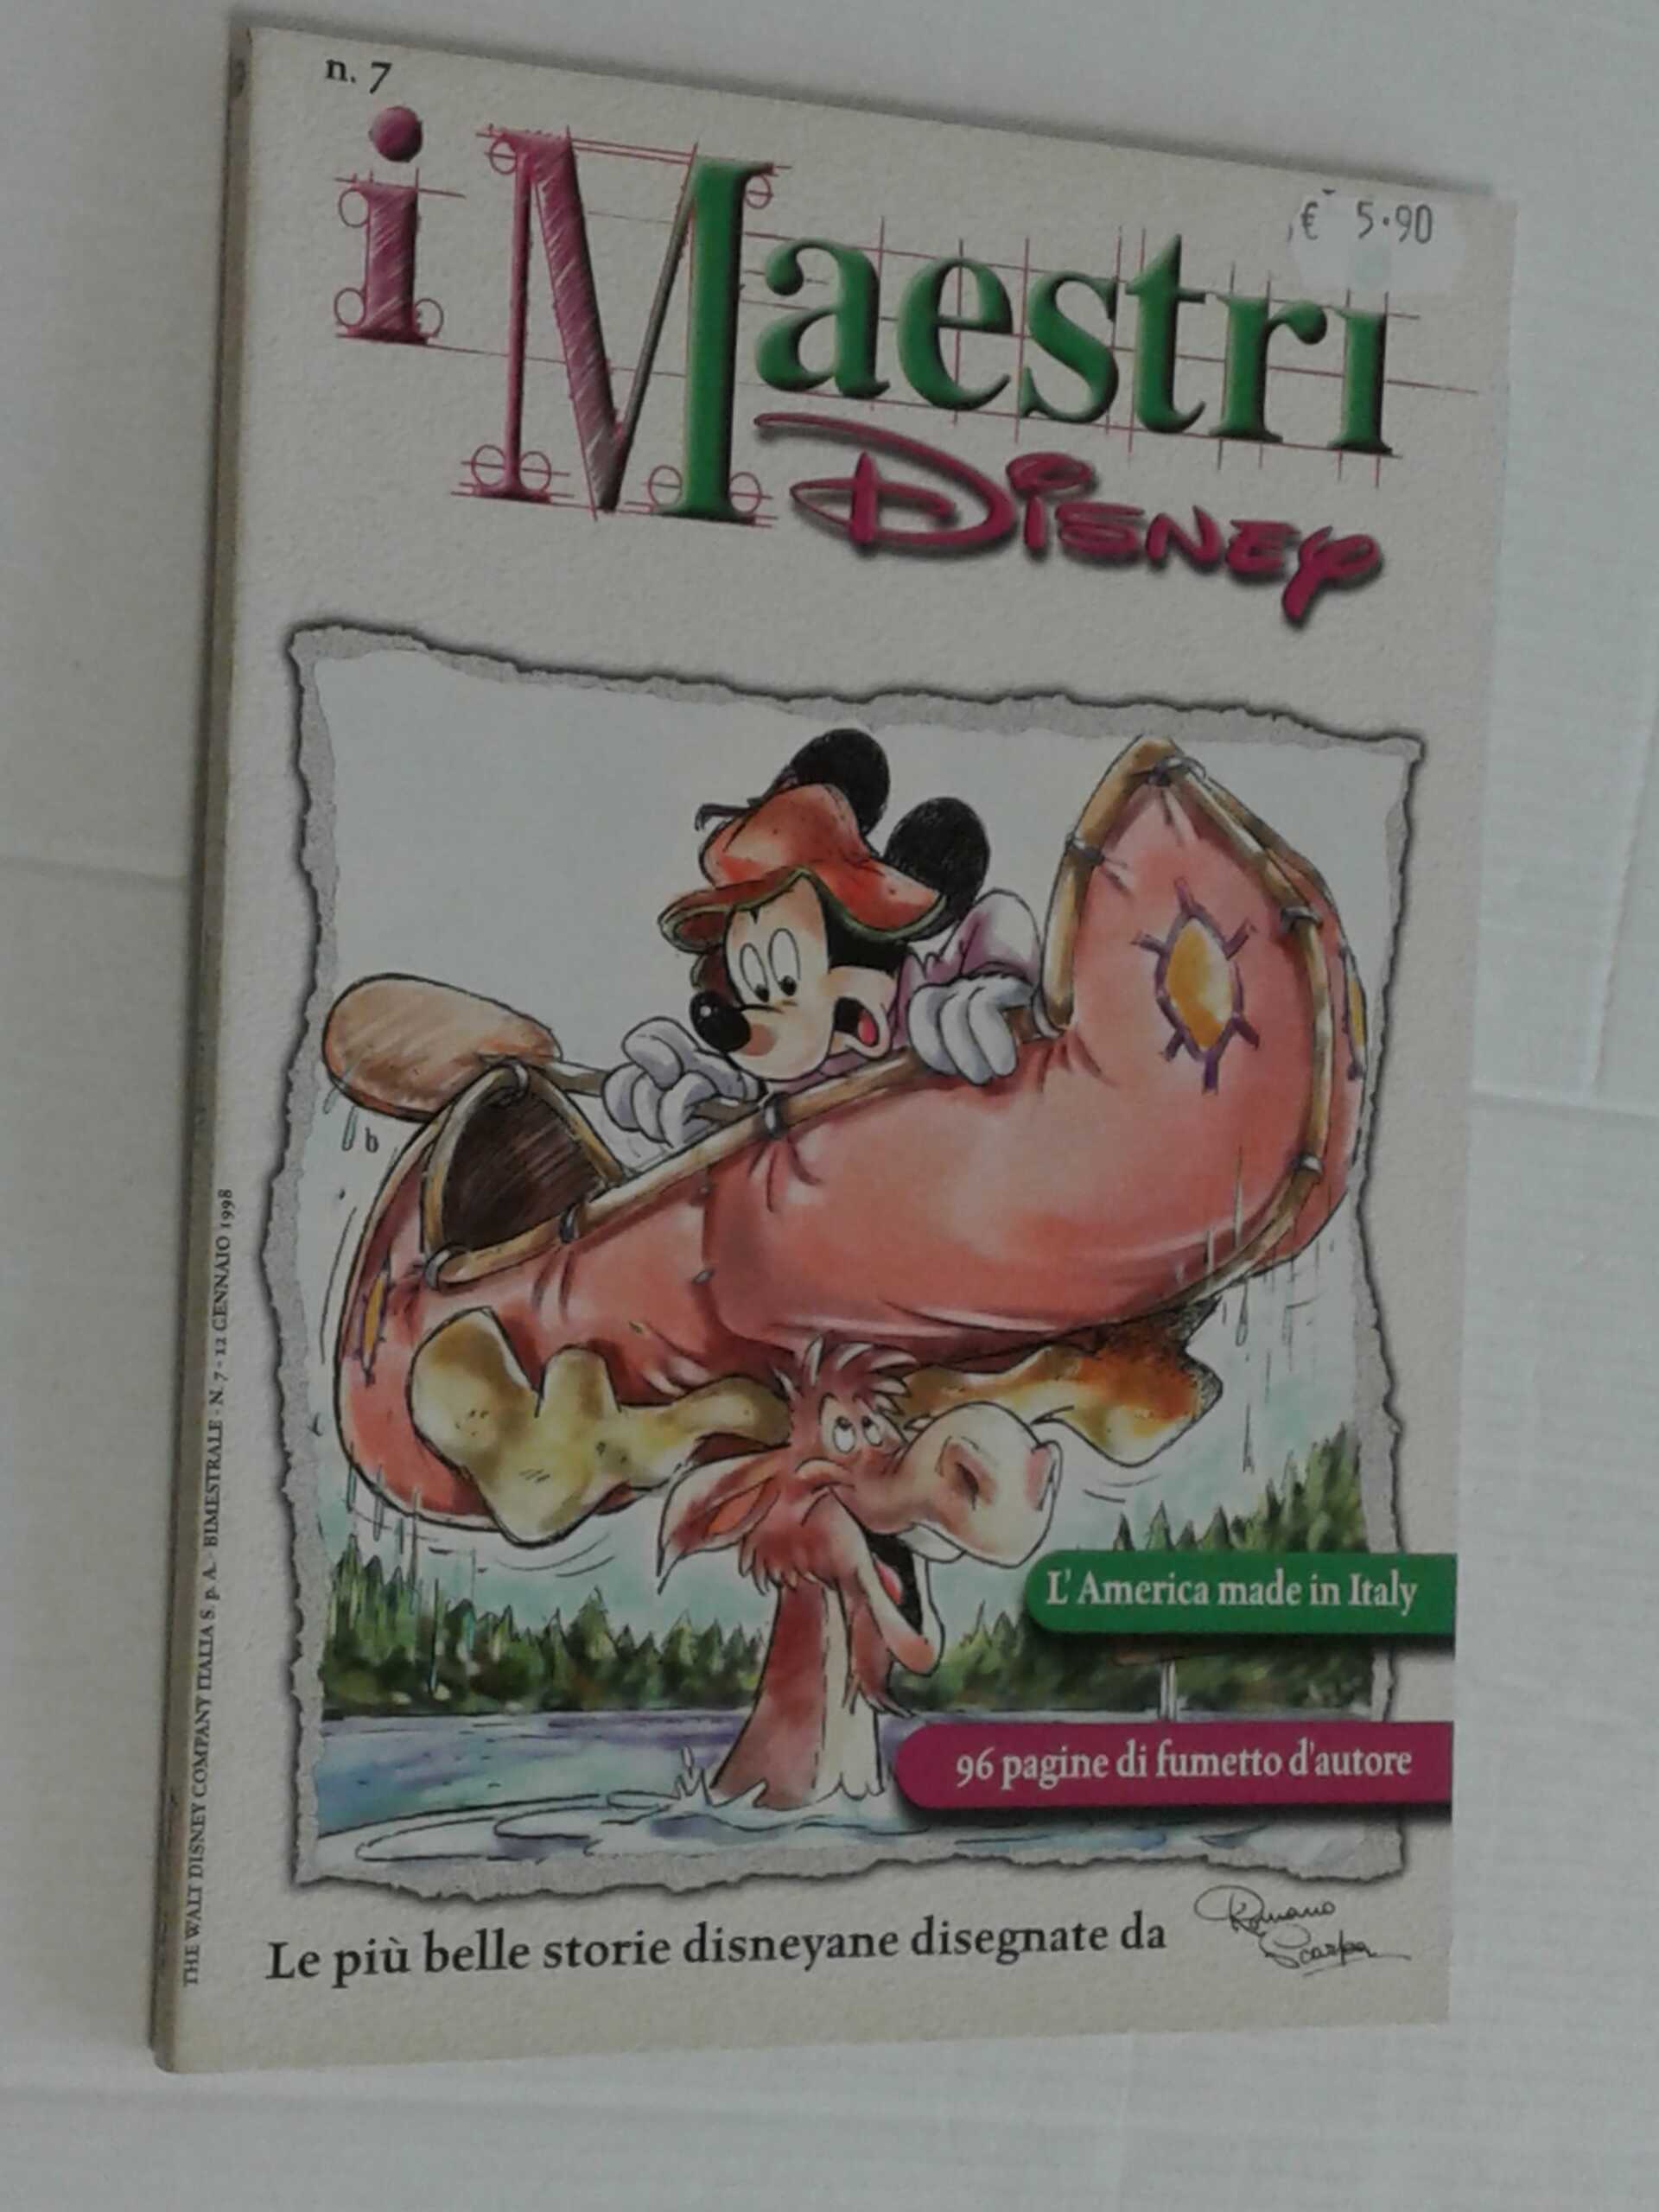 n. 7
€ 5.90
i Maestri
Disney
L'America made in Italy
96 pagine di fumetto d'autore
Le più belle storie disneyane disegnate da Romano Scarpa
THE WALT DISNEY COMPANY ITALIA S. p. A. - BIMESTRALE - N. 7 - 12 GENNAIO 1998